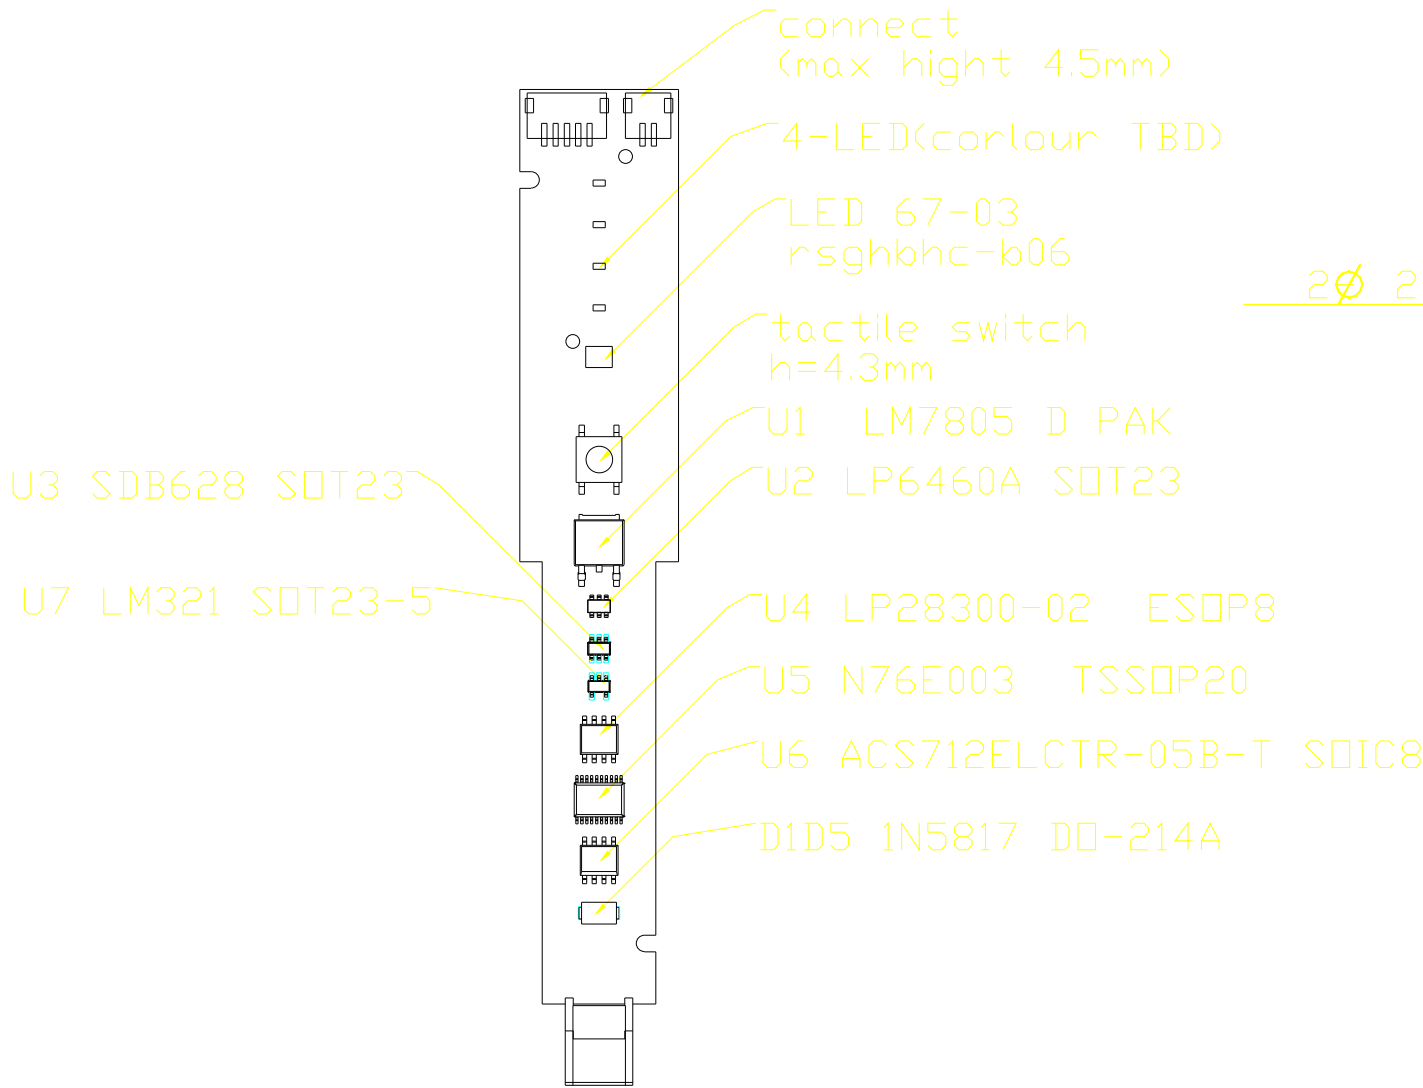 connect
(max hight 4.5mm)
4-LED(corlour TBD)
LED 67-03
rsghbhc-b06
2Ø 2
tactile switch
h=4.3mm
U1 LM7805 D PAK
U3 SDB628 SOT23
U2 LP6460A SOT23
U7 LM321 SOT23-5
U4 LP28300-02 ESOP8
U5 N76E003 TSSOP20
U6 ACS712ELCTR-05B-T SOIC8
D1D5 1N5817 DO-214A